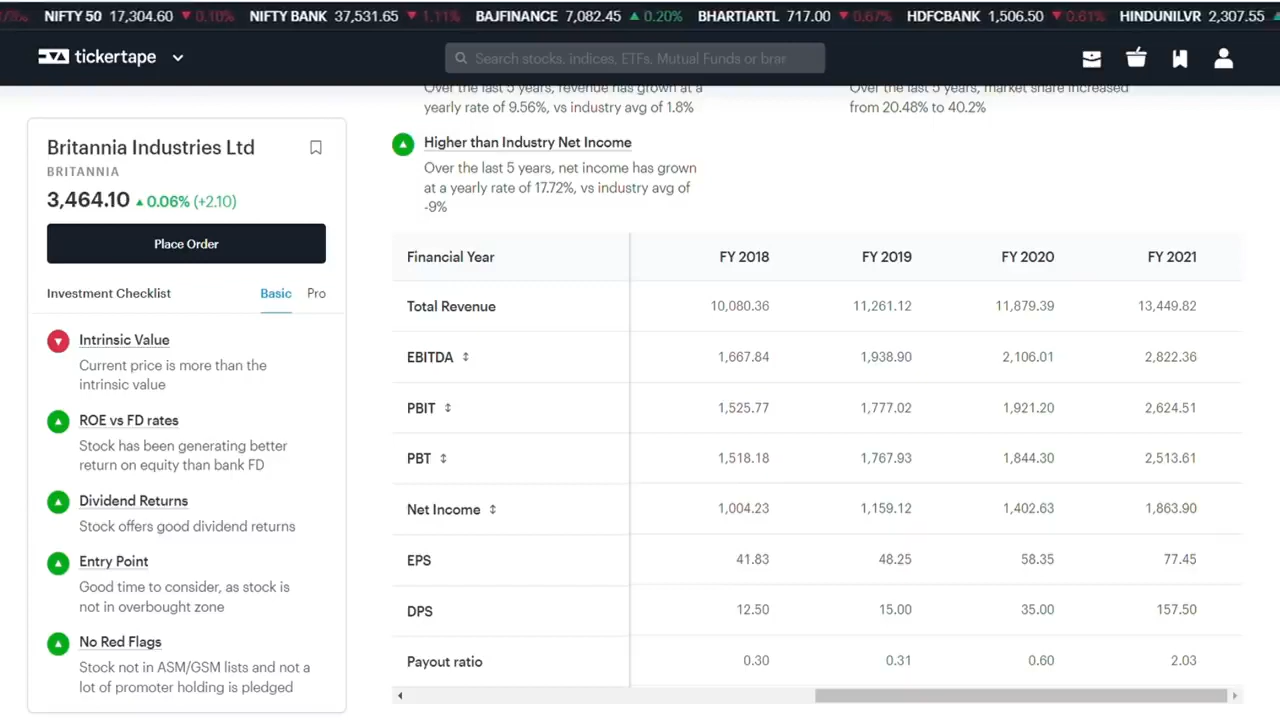 NIFTY 50 17,304.60 ▼ 0.10% NIFTY BANK 37,531.65 ▼ 1.11% BAJFINANCE 7,082.45 ▲ 0.20% BHARTIARTL 717.00 ▼ 0.67% HDFCBANK 1,506.50 ▼ 0.61% HINDUNILVR 2,307.55
tickertape
Search stocks, indices, ETFs, Mutual Funds or brar
Over the last 5 years, revenue has grown at a
yearly rate of 9.56%, vs industry avg of 1.8%
Over the last 5 years, market share increased
from 20.48% to 40.2%
Higher than Industry Net Income
Over the last 5 years, net income has grown
at a yearly rate of 17.72%, vs industry avg of
-9%
Britannia Industries Ltd
BRITANNIA
3,464.10 ▲ 0.06% (+2.10)
Place Order
Investment Checklist Basic Pro
Intrinsic Value
Current price is more than the
intrinsic value
ROE vs FD rates
Stock has been generating better
return on equity than bank FD
Dividend Returns
Stock offers good dividend returns
Entry Point
Good time to consider, as stock is
not in overbought zone
No Red Flags
Stock not in ASM/GSM lists and not a
lot of promoter holding is pledged
Financial Year FY 2018 FY 2019 FY 2020 FY 2021
Total Revenue 10,080.36 11,261.12 11,879.39 13,449.82
EBITDA 1,667.84 1,938.90 2,106.01 2,822.36
PBIT 1,525.77 1,777.02 1,921.20 2,624.51
PBT 1,518.18 1,767.93 1,844.30 2,513.61
Net Income 1,004.23 1,159.12 1,402.63 1,863.90
EPS 41.83 48.25 58.35 77.45
DPS 12.50 15.00 35.00 157.50
Payout ratio 0.30 0.31 0.60 2.03